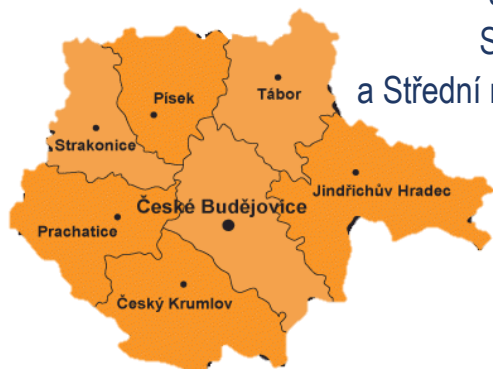 S
a Střední
Písek
Tábor
Strakonice
Jindřichův Hradec
České Budějovice
Prachatice
Český Krumlov